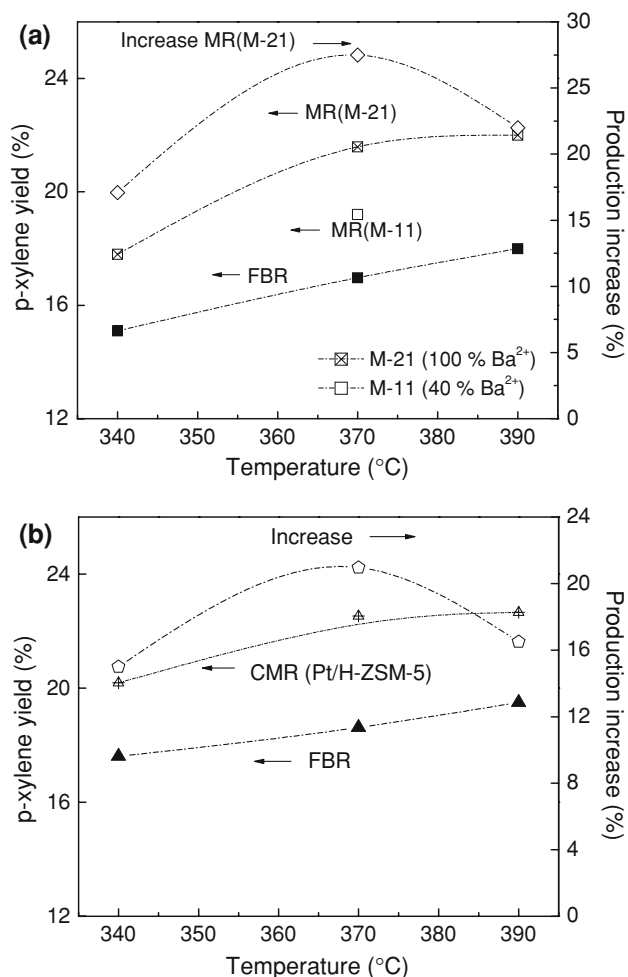 (a)
Increase MR(M-21)
MR(M-21)
MR(M-11)
FBR
M-21 (100 % Ba²⁺)
M-11 (40 % Ba²⁺)
p-xylene yield (%)
24
20
16
12
Production increase (%)
30
25
20
15
10
5
0
340 350 360 370 380 390
Temperature (°C)
(b)
Increase
CMR (Pt/H-ZSM-5)
FBR
p-xylene yield (%)
24
20
16
12
Production increase (%)
24
20
16
12
8
4
0
340 350 360 370 380 390
Temperature (°C)